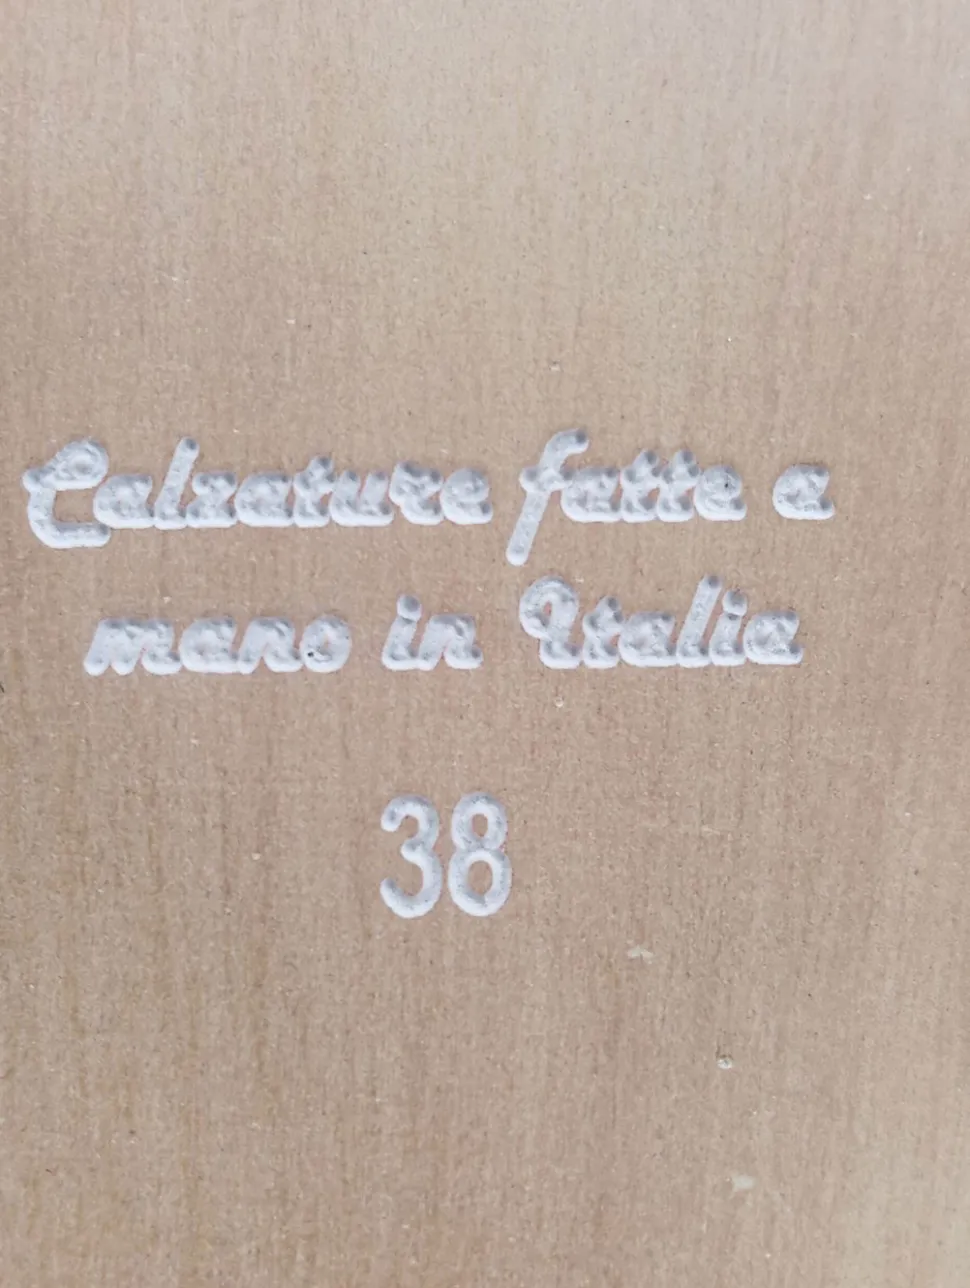 Calzature fatte a
mano in Italia
38